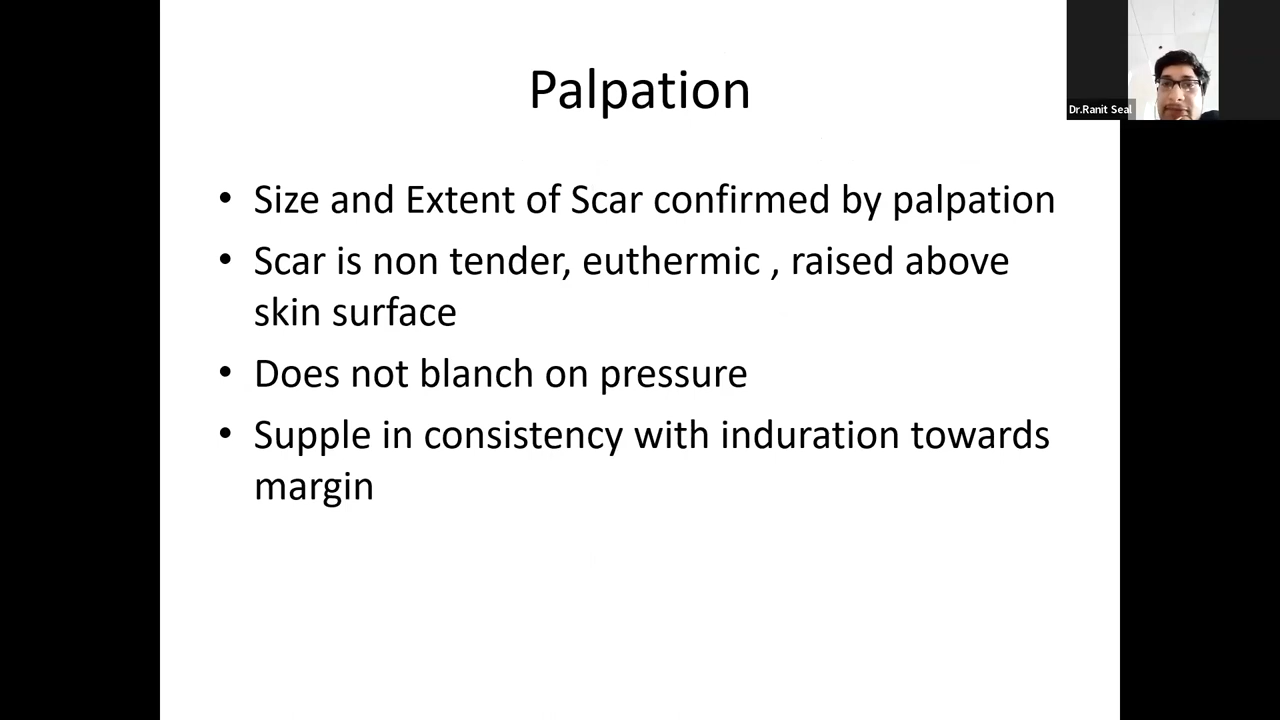 Palpation
Dr.Ranit Seal
• Size and Extent of Scar confirmed by palpation
• Scar is non tender, euthermic , raised above
skin surface
• Does not blanch on pressure
• Supple in consistency with induration towards
margin